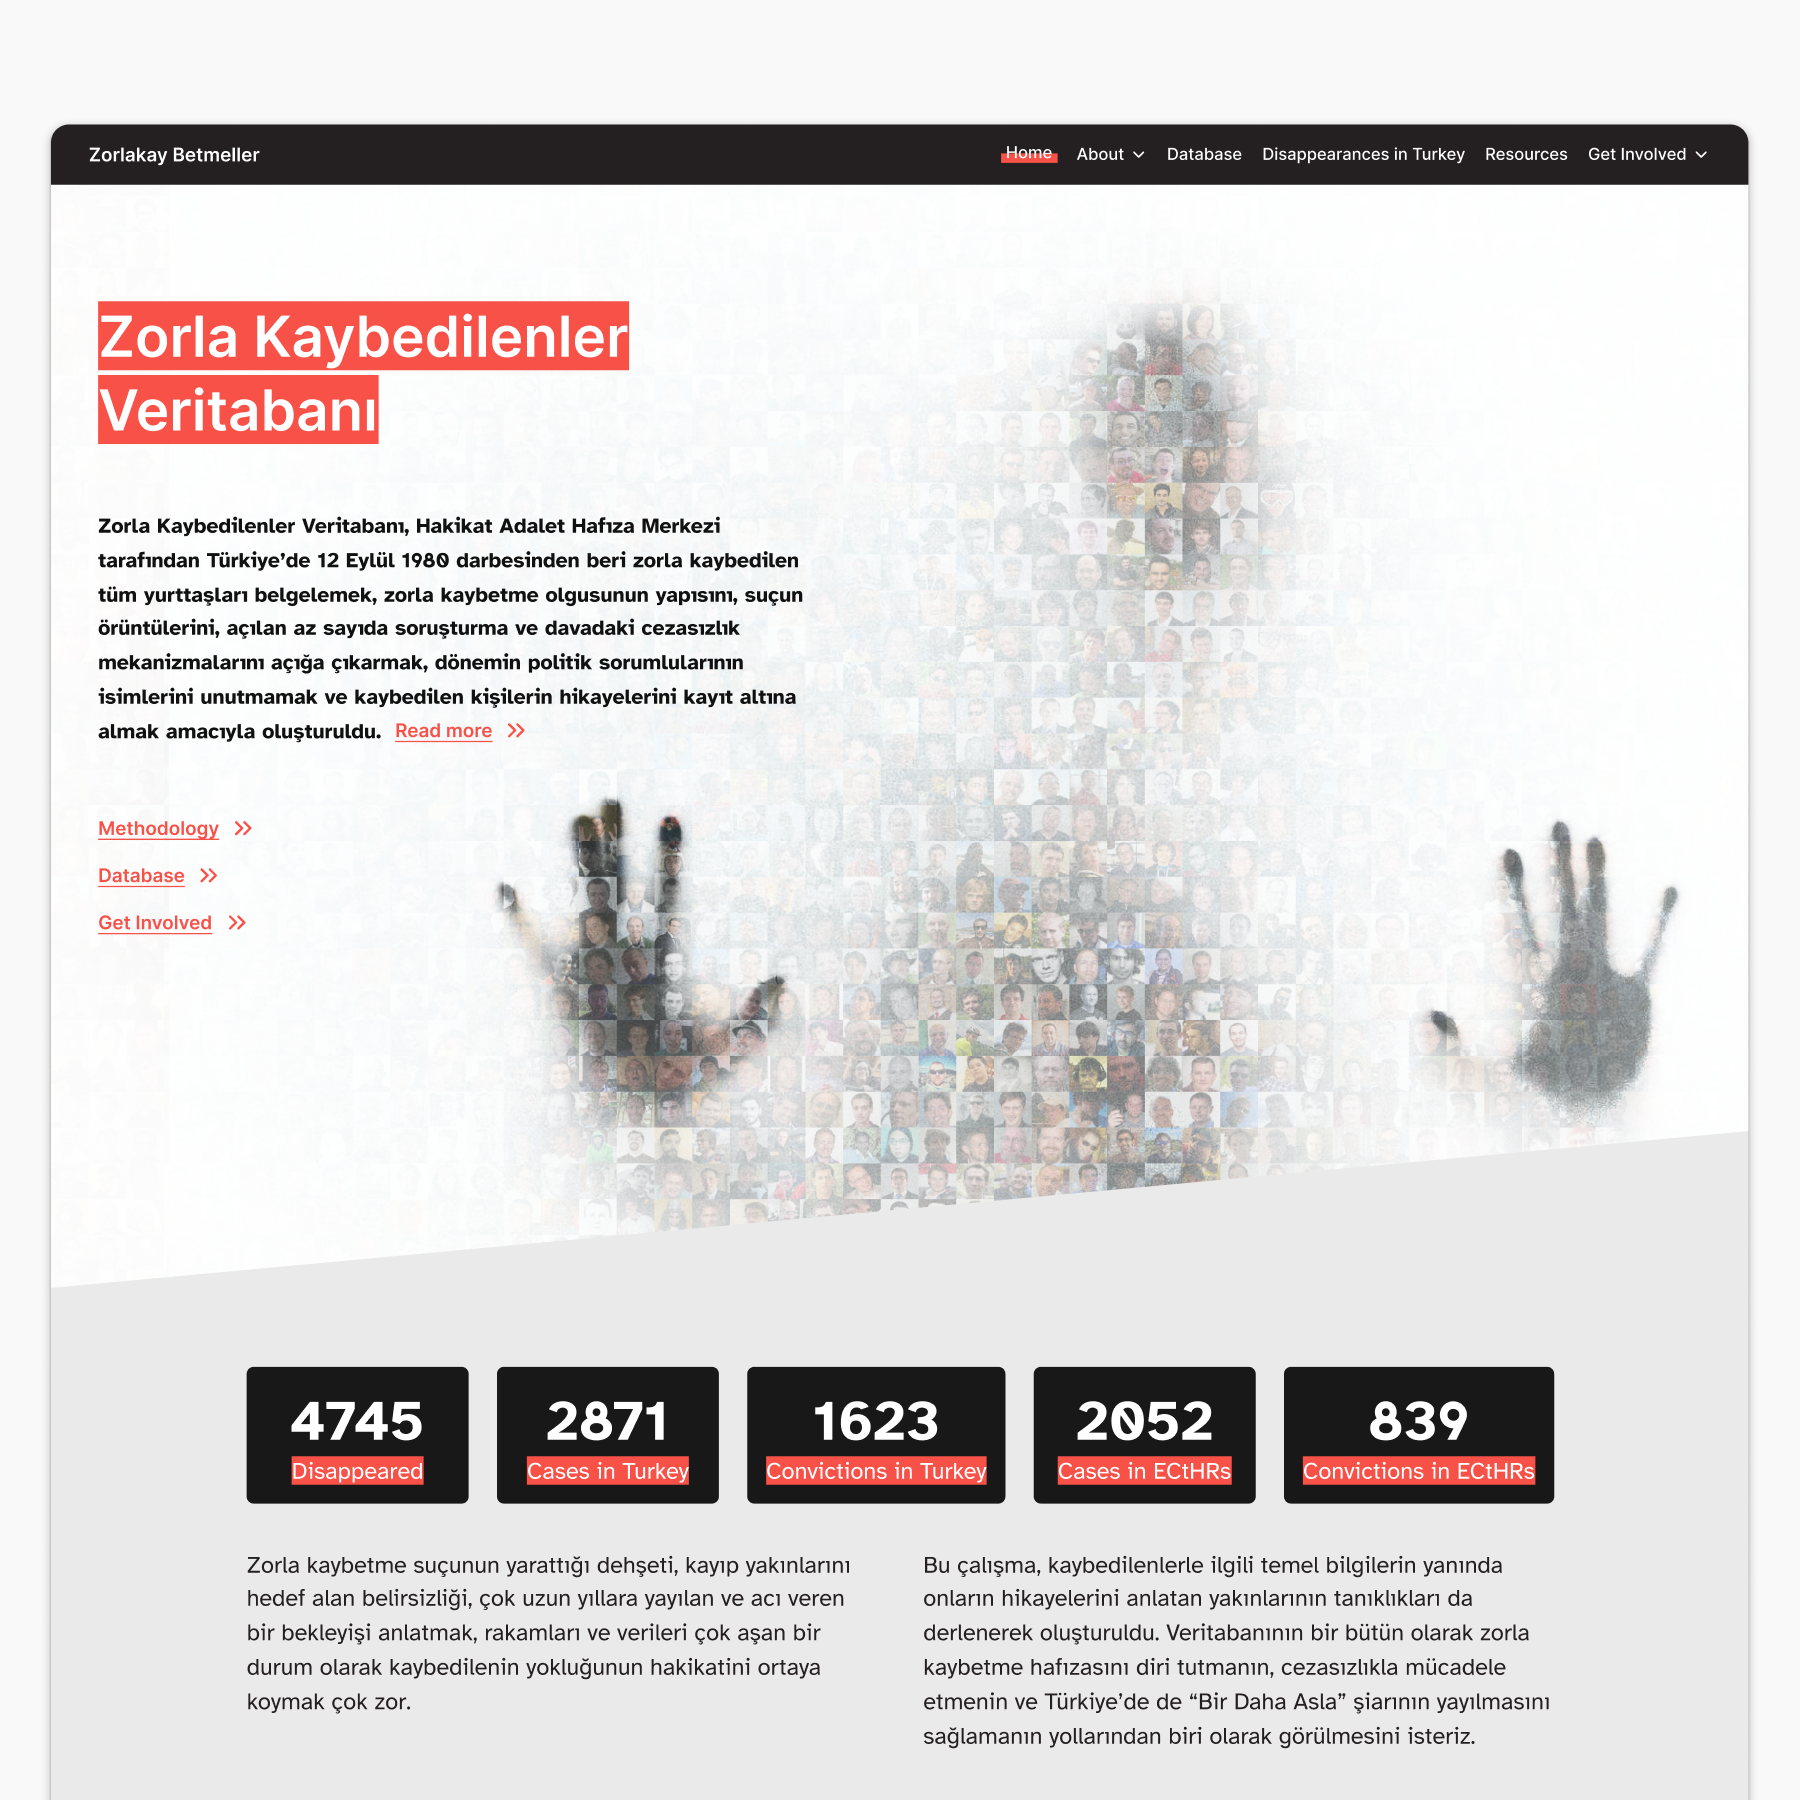 Zorlakay Betmeller
Home About Database Disappearances in Turkey Resources Get Involved
Zorla Kaybedilenler
Veritabanı
Zorla Kaybedilenler Veritabanı, Hakikat Adalet Hafıza Merkezi
tarafından Türkiye’de 12 Eylül 1980 darbesinden beri zorla kaybedilen
tüm yurttaşları belgelemek, zorla kaybetme olgusunun yapısını, suçun
örüntülerini, açılan az sayıda soruşturma ve davadaki cezasızlık
mekanizmalarını açığa çıkarmak, dönemin politik sorumlularının
isimlerini unutmamak ve kaybedilen kişilerin hikayelerini kayıt altına
almak amacıyla oluşturuldu. Read more
Methodology
Database
Get Involved
4745
Disappeared
2871
Cases in Turkey
1623
Convictions in Turkey
2052
Cases in ECtHRs
839
Convictions in ECtHRs
Zorla kaybetme suçunun yarattığı dehşeti, kayıp yakınlarını
hedef alan belirsizliği, çok uzun yıllara yayılan ve acı veren
bir bekleyişi anlatmak, rakamları ve verileri çok aşan bir
durum olarak kaybedilenin yokluğunun hakikatini ortaya
koymak çok zor.
Bu çalışma, kaybedilenlerle ilgili temel bilgilerin yanında
onların hikayelerini anlatan yakınlarının tanıklıkları da
derlenerek oluşturuldu. Veritabanının bir bütün olarak zorla
kaybetme hafızasını diri tutmanın, cezasızlıkla mücadele
etmenin ve Türkiye’de de “Bir Daha Asla” şiarının yayılmasını
sağlamanın yollarından biri olarak görülmesini isteriz.